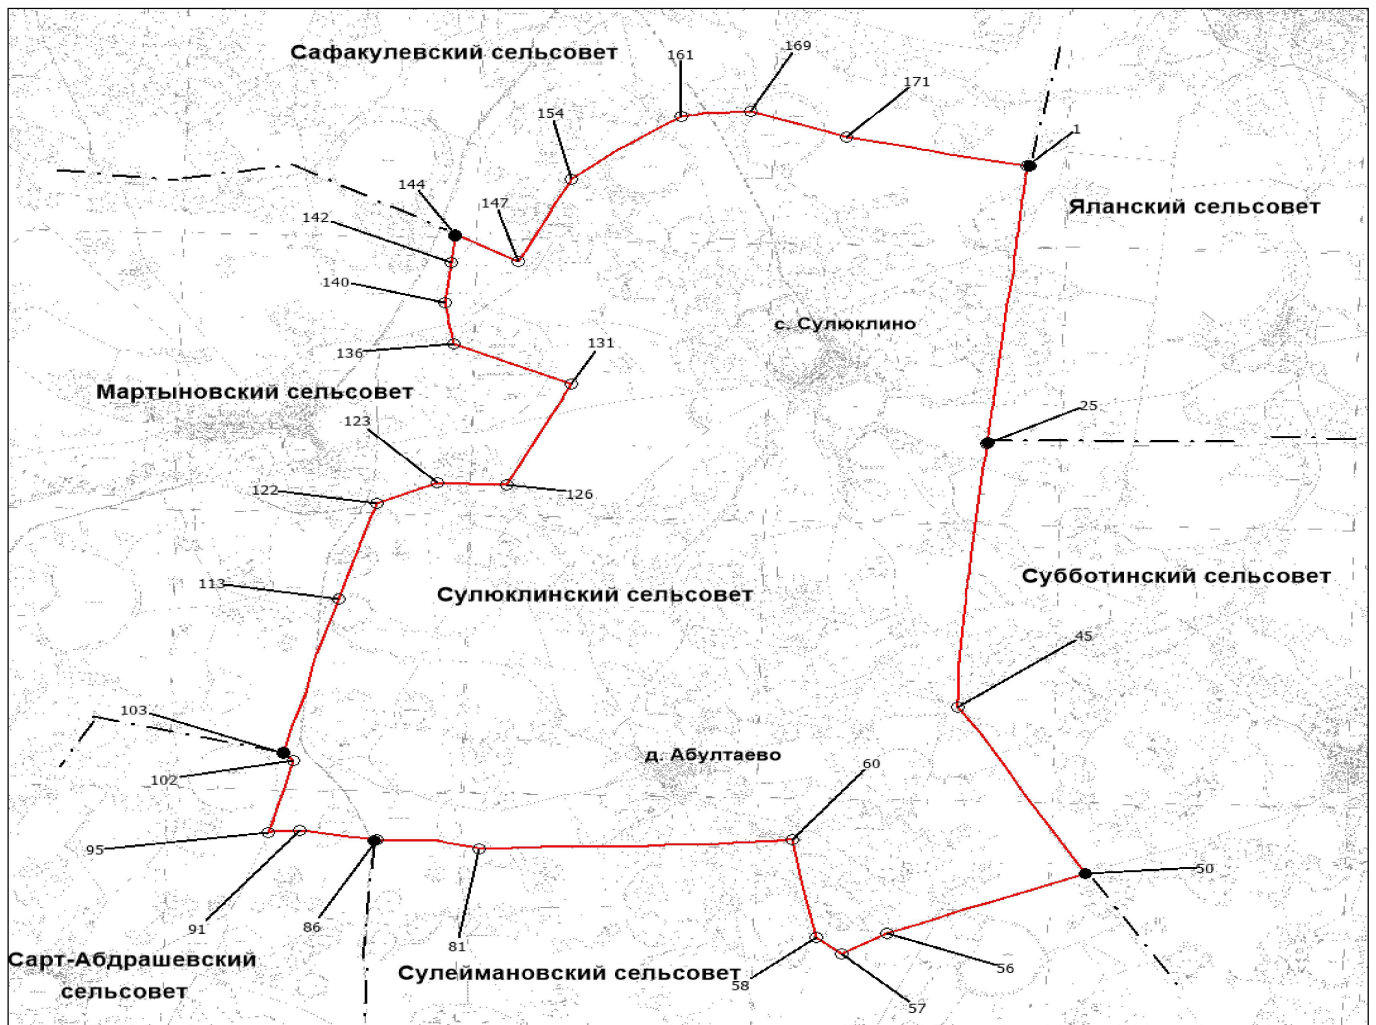 Сафакулевский сельсовет
161
169
171
154
1
144
147
142
Яланский сельсовет
140
с. Сулюклино
131
136
Мартыновский сельсовет
25
123
122
126
Субботинский сельсовет
113
Сулюклинский сельсовет
45
103
д. Абултаево
60
102
95
50
91
86
81
Сарт-Абдрашевский
сельсовет
Сулеймановский сельсовет
56
58
57